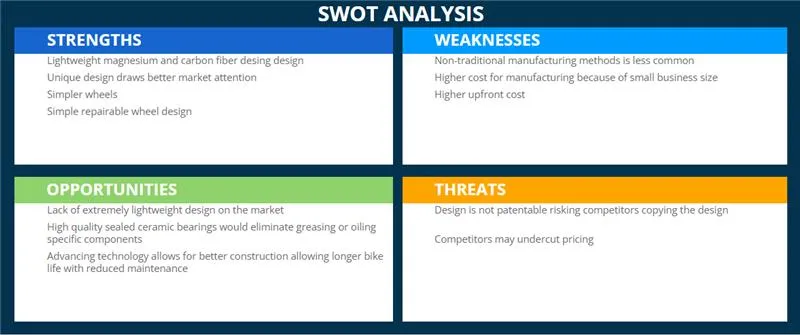 SWOT ANALYSIS
STRENGTHS
Lightweight magnesium and carbon fiber desing design
Unique design draws better market attention
Simpler wheels
Simple repairable wheel design
WEAKNESSES
Non-traditional manufacturing methods is less common
Higher cost for manufacturing because of small business size
Higher upfront cost
OPPORTUNITIES
Lack of extremely lightweight design on the market
High quality sealed ceramic bearings would eliminate greasing or oiling
specific components
Advancing technology allows for better construction allowing longer bike
life with reduced maintenance
THREATS
Design is not patentable risking competitors copying the design
Competitors may undercut pricing